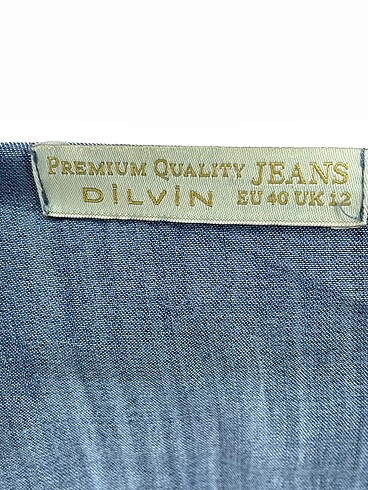 PREMIUM QUALITY JEANS
DİLVİN EU 40 UK 12